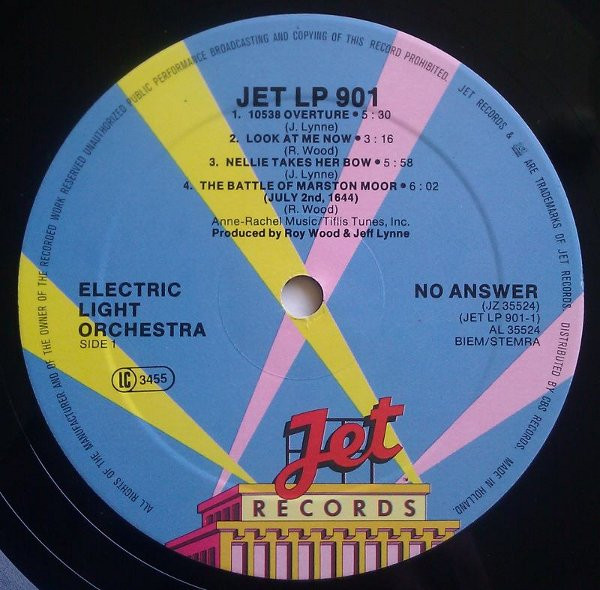 UNAUTHORIZED PUBLIC PERFORMANCE BROADCASTING AND COPYING OF THIS RECORD PROHIBITED.
JET RECORDS & ARE TRADEMARKS OF JET RECORDS. DISTRIBUTED BY CBS RECORDS. MADE IN HOLLAND
ALL RIGHTS OF THE MANUFACTURER AND OF THE OWNER OF THE RECORDED WORK RESERVED
JET LP 901
1. 10538 OVERTURE • 5 : 30
(J. Lynne)
2. LOOK AT ME NOW • 3 : 16
(R. Wood)
3. NELLIE TAKES HER BOW • 5 : 58
(J. Lynne)
4. THE BATTLE OF MARSTON MOOR • 6 : 02
(JULY 2nd, 1644)
(R. Wood)
Anne-Rachel Music/Tiflis Tunes, Inc.
Produced by Roy Wood & Jeff Lynne
ELECTRIC
LIGHT
ORCHESTRA
SIDE 1
LC 3455
NO ANSWER
(JZ 35524)
(JET LP 901-1)
AL 35524
BIEM/STEMRA
Jet
RECORDS